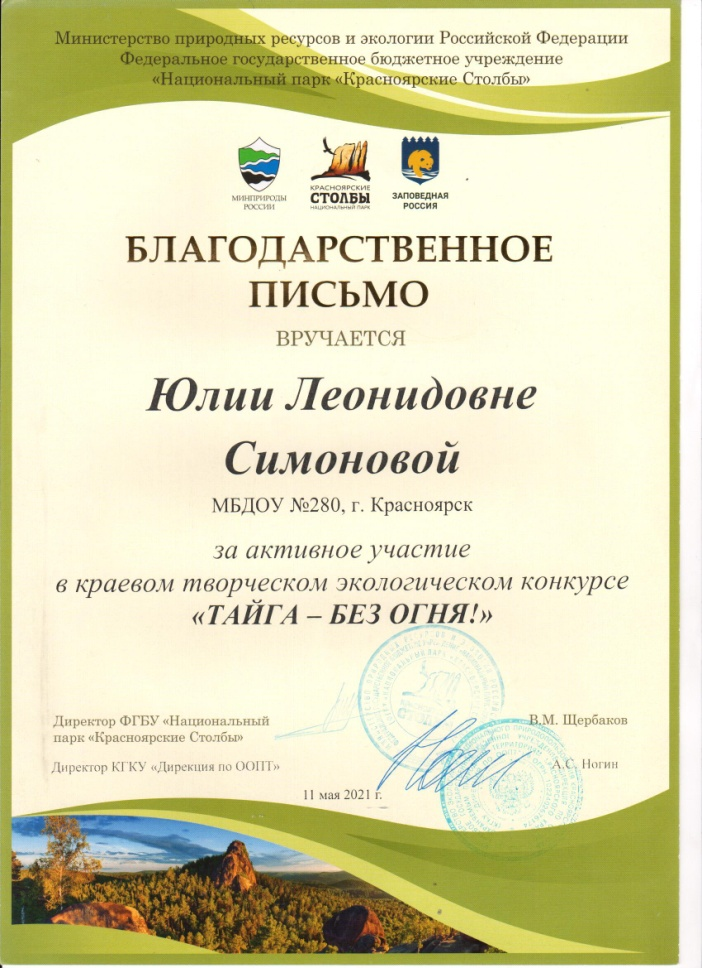 Министерство природных ресурсов и экологии Российской Федерации
Федеральное государственное бюджетное учреждение
«Национальный парк «Красноярские Столбы»
МИНПРИРОДЫ
РОССИИ
КРАСНОЯРСКИЕ
СТОЛБЫ
НАЦИОНАЛЬНЫЙ ПАРК
ЗАПОВЕДНАЯ
РОССИЯ
БЛАГОДАРСТВЕННОЕ
ПИСЬМО
ВРУЧАЕТСЯ
Юлии Леонидовне
Симоновой
МБДОУ №280, г. Красноярск
за активное участие
в краевом творческом экологическом конкурсе
«ТАЙГА – БЕЗ ОГНЯ!»
Директор ФГБУ «Национальный
парк «Красноярские Столбы»
В.М. Щербаков
Директор КГКУ «Дирекция по ООПТ»
А.С. Ногин
11 мая 2021 г.